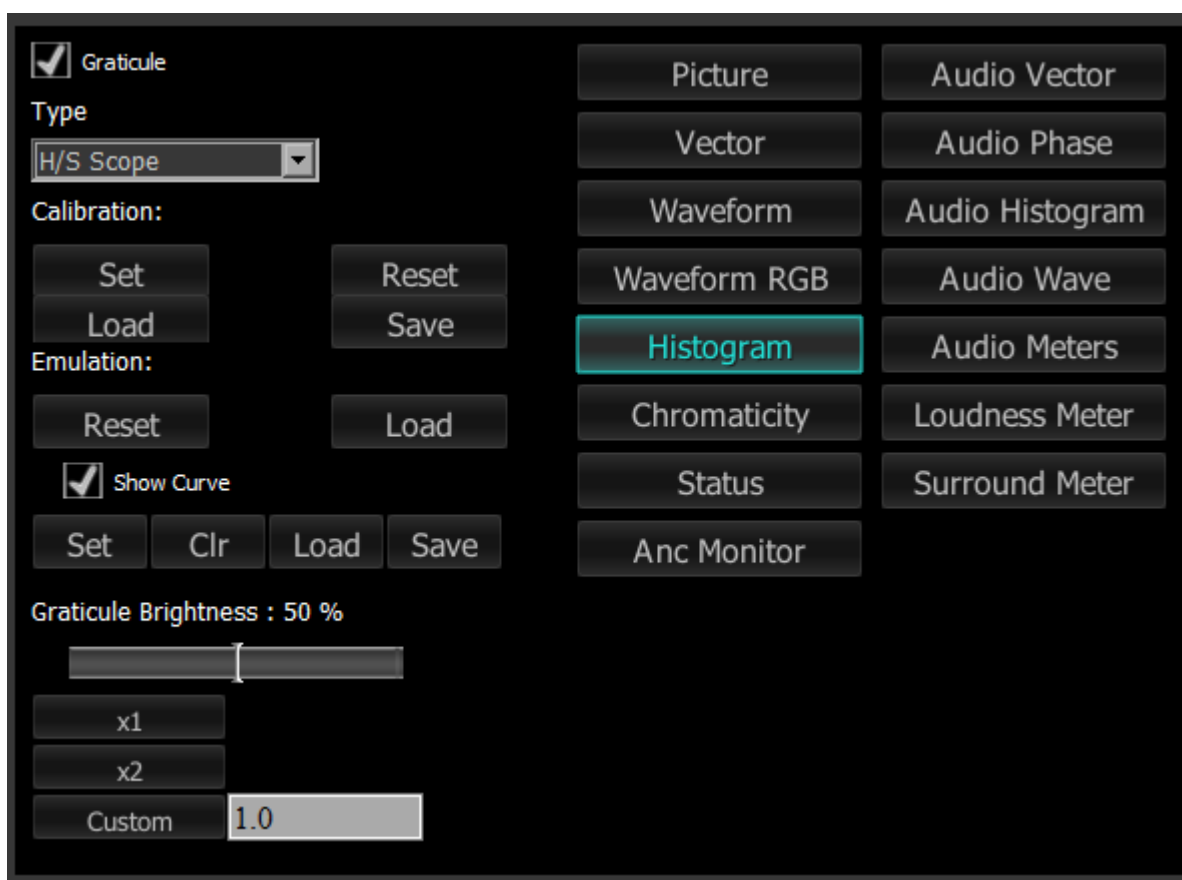 Graticule
Type
H/S Scope
Calibration:
Set Reset
Load Save
Emulation:
Reset Load
Show Curve
Set Clr Load Save
Graticule Brightness : 50 %
x1
x2
Custom 1.0
Picture Audio Vector
Vector Audio Phase
Waveform Audio Histogram
Waveform RGB Audio Wave
Histogram Audio Meters
Chromaticity Loudness Meter
Status Surround Meter
Anc Monitor